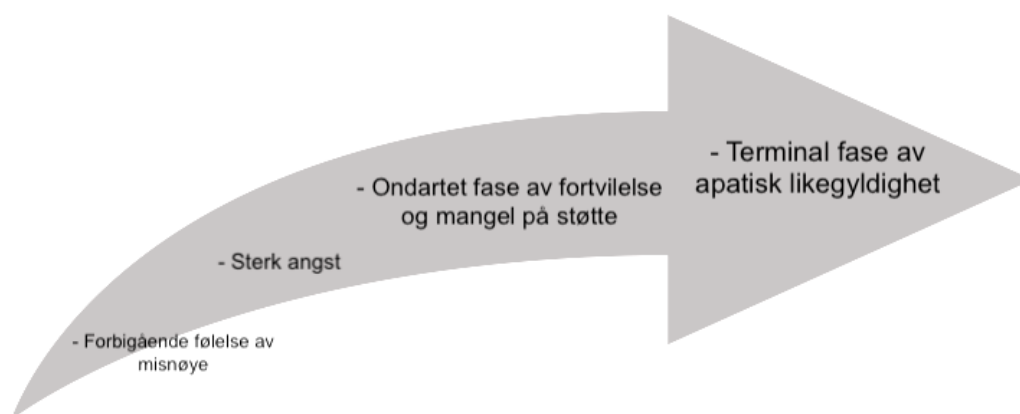 - Terminal fase av
apatisk likegyldighet
- Ondartet fase av fortvilelse
og mangel på støtte
- Sterk angst
- Forbigående følelse av
misnøye